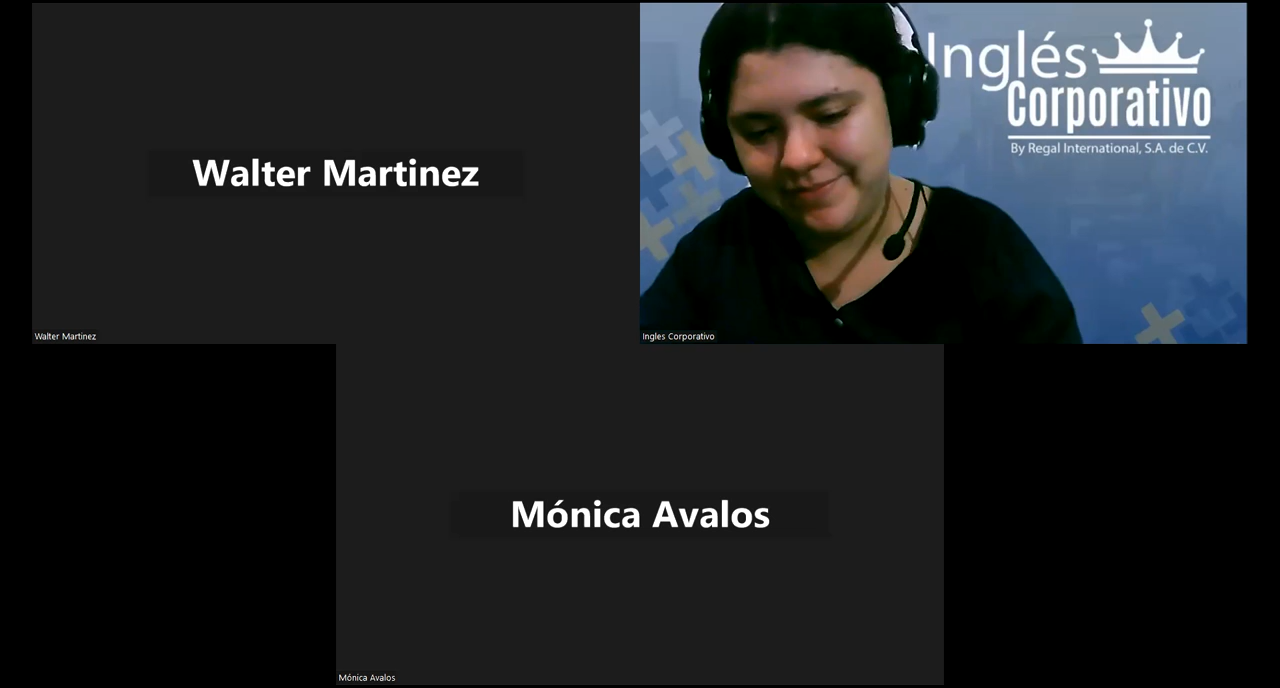 Walter Martinez
Walter Martinez
Inglés
Corporativo
By Regal International, S.A. de C.V.
Ingles Corporativo
Mónica Avalos
Mónica Avalos